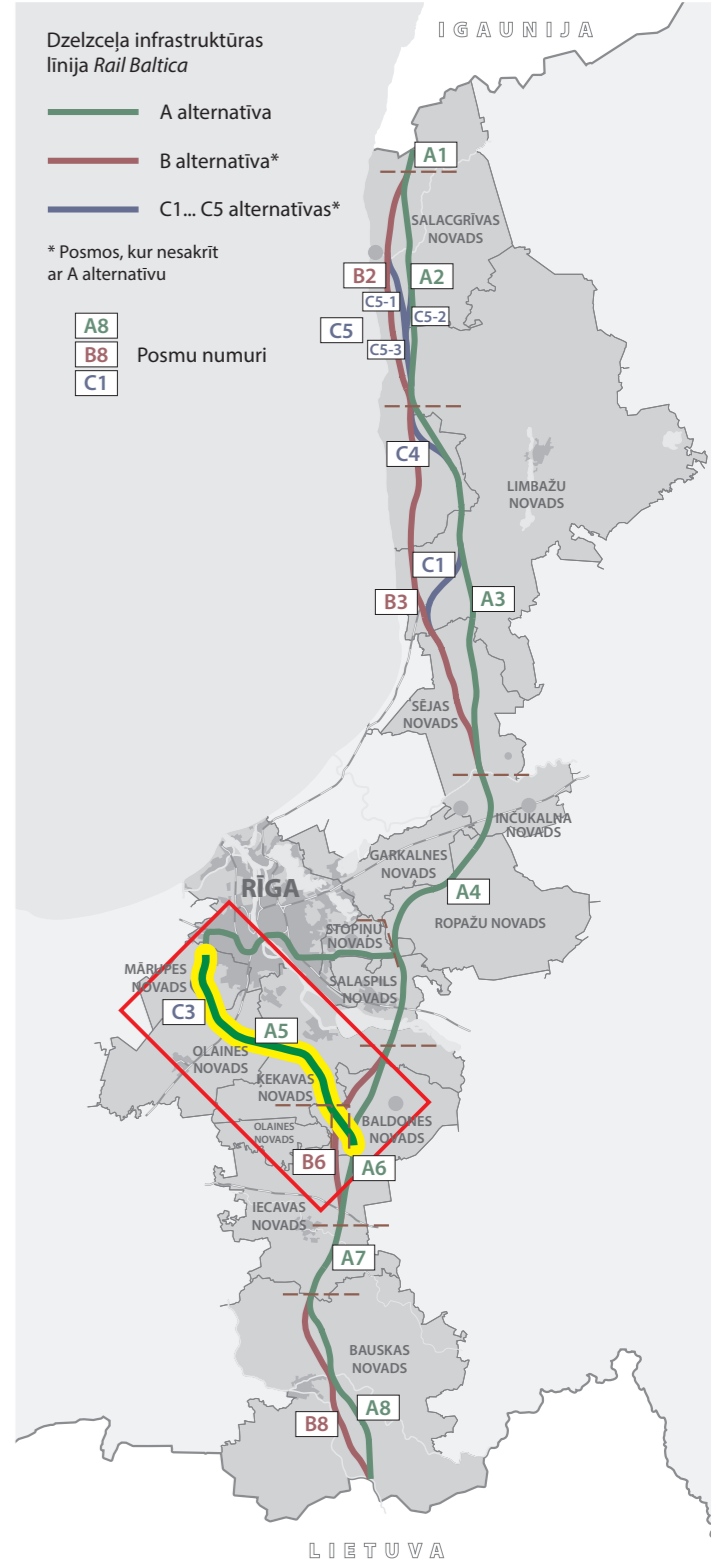 IGAUNIJA
Dzelzceļa infrastruktūras
līnija Rail Baltica
A alternatīva
B alternatīva*
C1... C5 alternatīvas*
* Posmos, kur nesakrīt
ar A alternatīvu
A8
B8
C1
Posmu numuri
A1
SALACGRĪVAS
NOVADS
B2
A2
C5-1
C5-2
C5
C5-3
C4
LIMBAŽU
NOVADS
C1
B3
A3
SĒJAS
NOVADS
INČUKALNA
NOVADS
GARKALNES
NOVADS
RĪGA
A4
ROPAŽU NOVADS
STOPIŅU
NOVADS
MĀRUPES
NOVADS
SALASPILS
NOVADS
C3
A5
OLAINES
NOVADS
ĶEKAVAS
NOVADS
OLAINES
NOVADS
BALDONES
NOVADS
B6
A6
IECAVAS
NOVADS
A7
BAUSKAS
NOVADS
A8
B8
LIETUVA